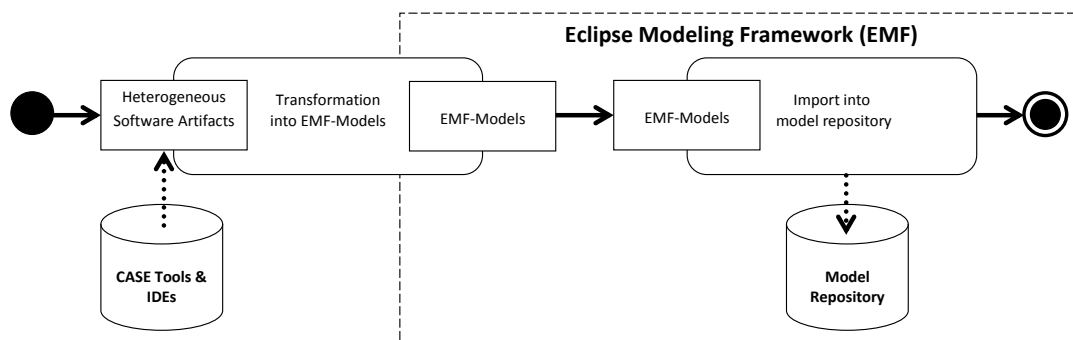 Eclipse Modeling Framework (EMF)
Heterogeneous
Software Artifacts
Transformation
into EMF-Models
EMF-Models
EMF-Models
Import into
model repository
CASE Tools &
IDEs
Model
Repository